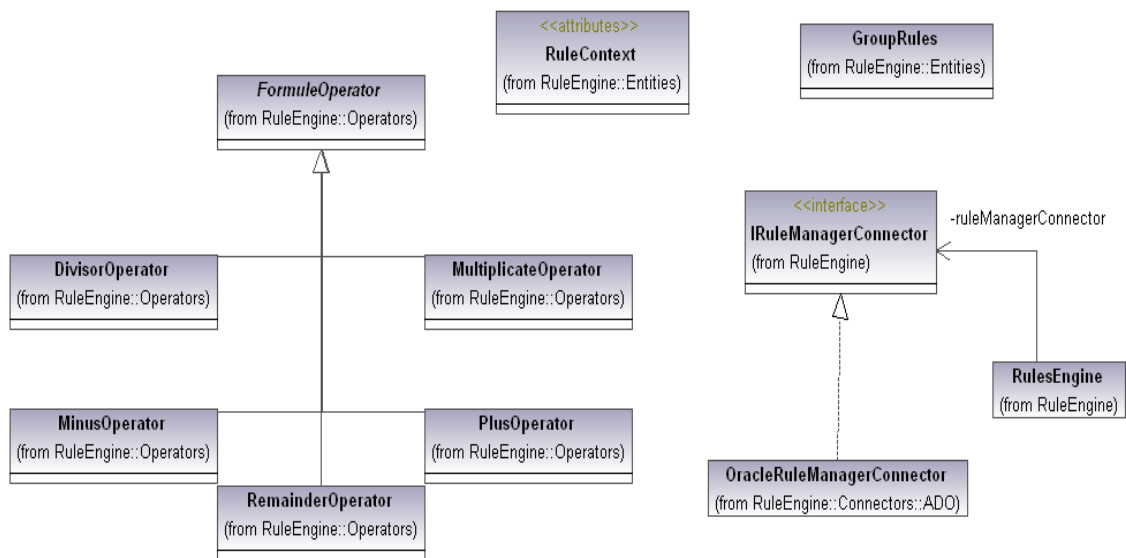 <<attributes>>
RuleContext
(from RuleEngine::Entities)
GroupRules
(from RuleEngine::Entities)
FormuleOperator
(from RuleEngine::Operators)
<<interface>>
IRuleManagerConnector
(from RuleEngine)
-ruleManagerConnector
DivisorOperator
(from RuleEngine::Operators)
MultiplicateOperator
(from RuleEngine::Operators)
RulesEngine
(from RuleEngine)
MinusOperator
(from RuleEngine::Operators)
PlusOperator
(from RuleEngine::Operators)
OracleRuleManagerConnector
(from RuleEngine::Connectors::ADO)
RemainderOperator
(from RuleEngine::Operators)